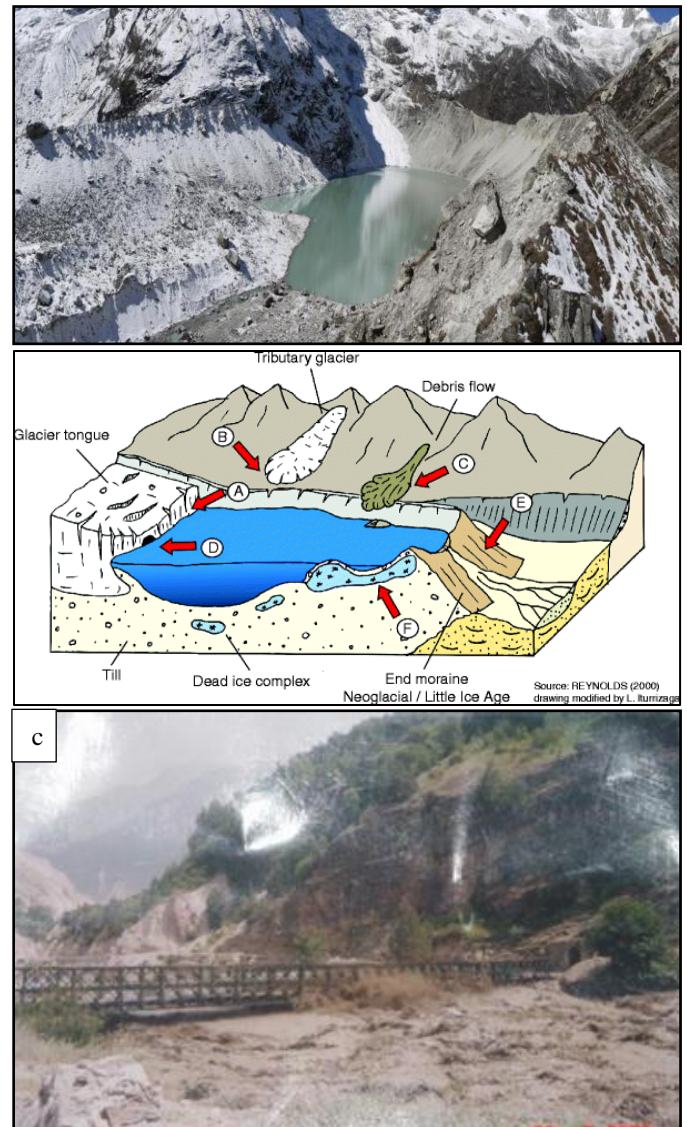 Tributary glacier
Debris flow
Glacier tongue
B
C
A
E
D
F
Till
Dead ice complex
End moraine
Neoglacial / Little Ice Age
Source: REYNOLDS (2000)
drawing modified by L. Iturrizaga
c